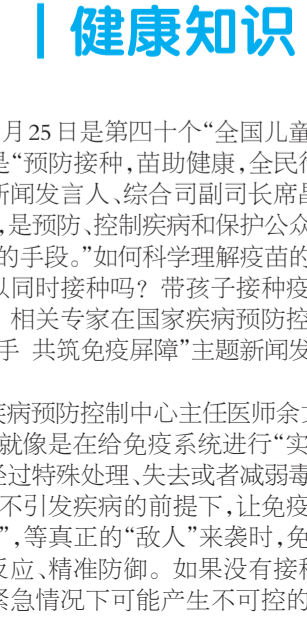 健康知识
月25日是第四十个“全国儿童
是“预防接种,苗助健康,全民行
新闻发言人、综合司副司长席
,是预防、控制疾病和保护公众
的手段。”如何科学理解疫苗的
以同时接种吗? 带孩子接种疫
相关专家在国家疾病预防控
手 共筑免疫屏障”主题新闻发
疾病预防控制中心主任医师余文
就像是在给免疫系统进行“实
经过特殊处理、失去或者减弱毒
不引发疾病的前提下,让免疫
”,等真正的“敌人”来袭时,免
反应、精准防御。如果没有接种
紧急情况下可能产生不可控的